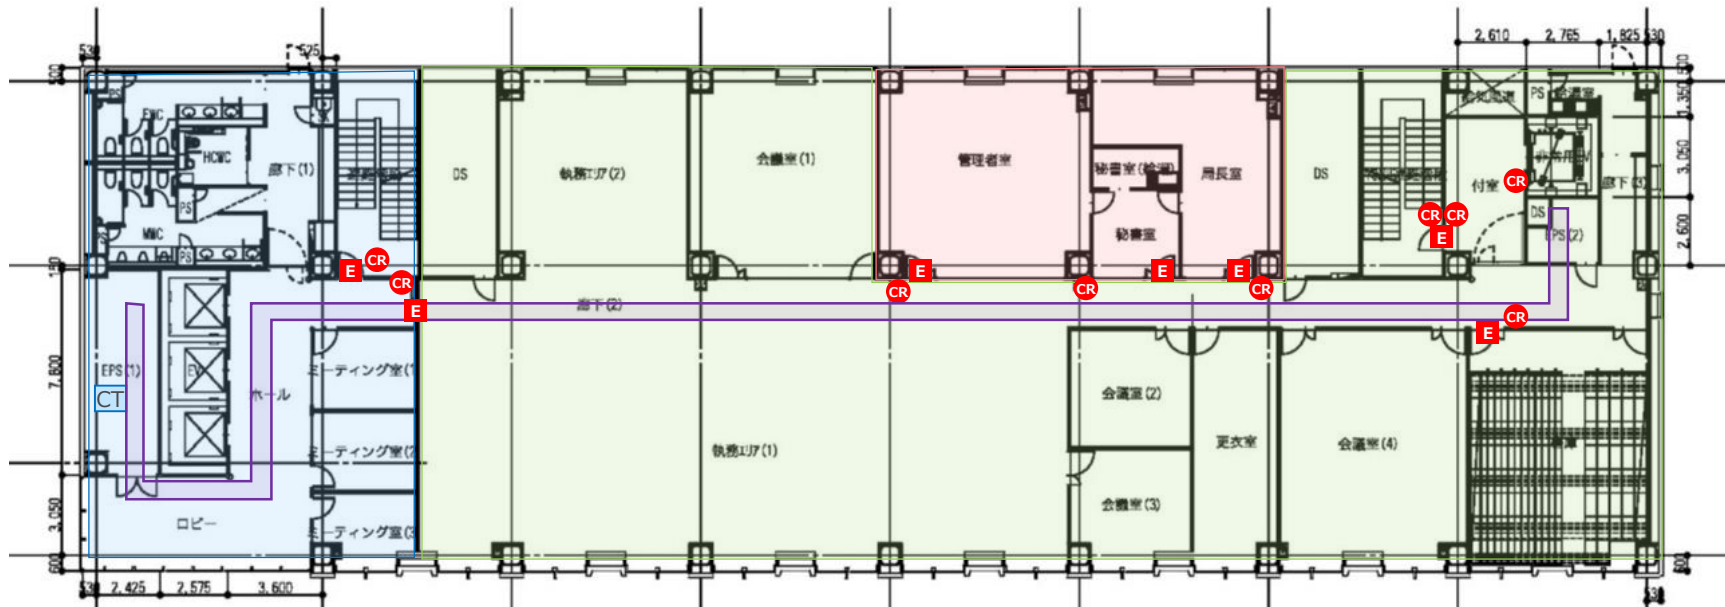 530
525
2,610
2,765
1,825
530
500
PS
PS
給湯室
500
1,350
HCWC
廊下(1)
DS
執務エリア(2)
会議室(1)
管理者室
秘書室(給湯)
局長室
DS
付室
CR
廊下(3)
3,050
PS
MWC
PS
秘書室
CR
CR
DS
EPS(2)
E
2,600
150
E
CR
CR
E
CR
E
CR
E
CR
E
廊下(2)
CR
E
7,800
EPS(1)
EV
CT
ホール
ミーティング室(1
会議室(2)
執務エリア(1)
更衣室
会議室(4)
ミーティング室(2
会議室(3)
3,050
ロビー
ミーティング室(3
600
600
530
2,425
2,575
3,600
530